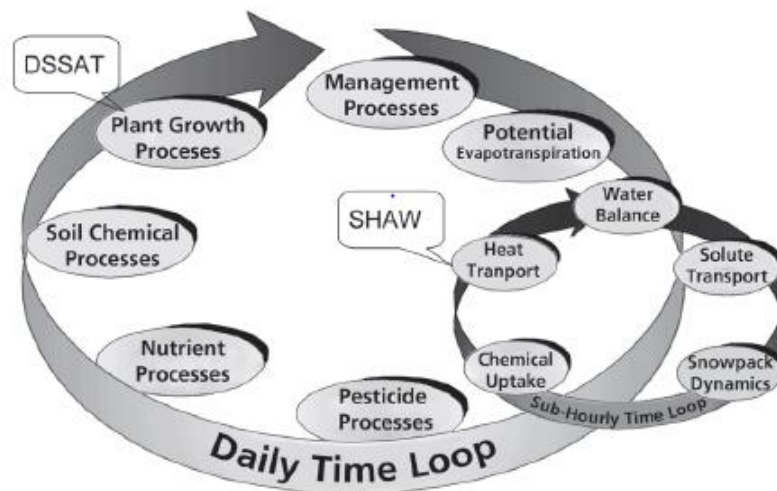 DSSAT
Plant Growth
Proceses
Management
Processes
Potential
Evapotranspiration
Water
Balance
SHAW
Heat
Tranport
Solute
Transport
Soil Chemical
Processes
Nutrient
Processes
Pesticide
Processes
Chemical
Uptake
Snowpack
Dynamics
Sub-Hourly Time Loop
Daily Time Loop